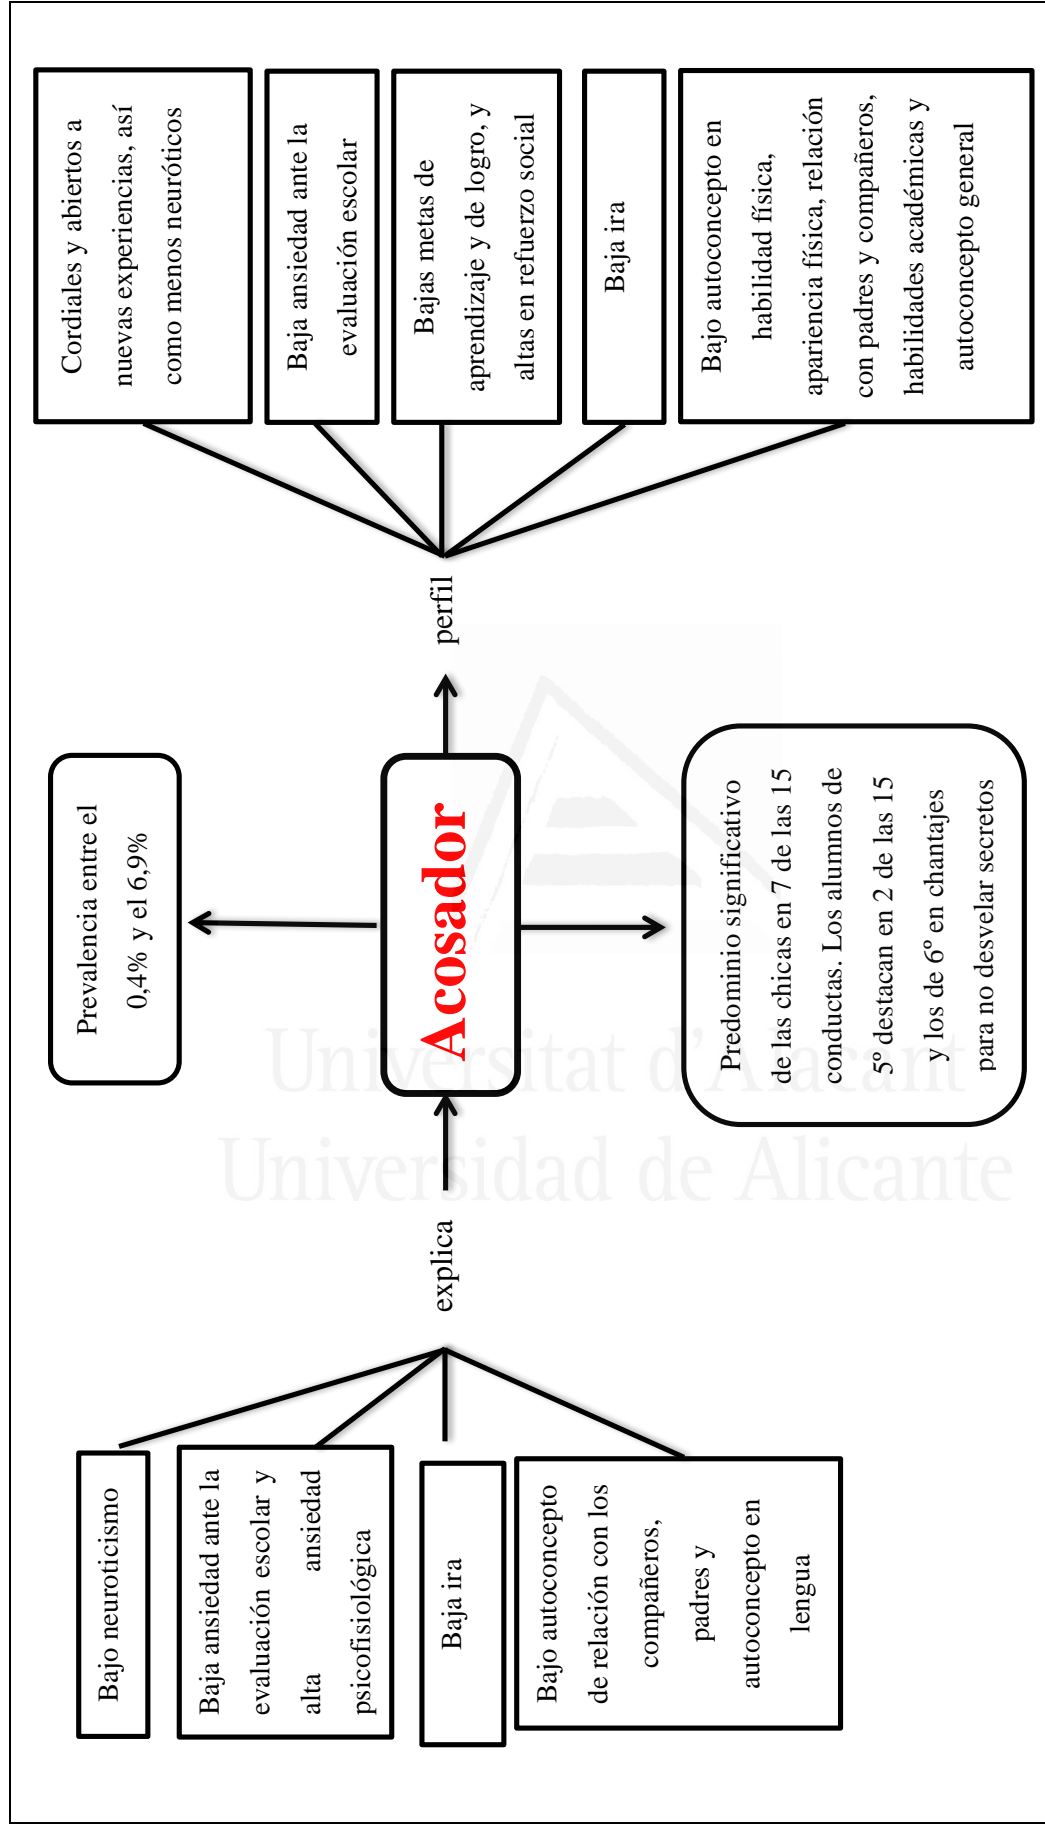 Bajo neuroticismo
Baja ansiedad ante la
evaluación escolar y
alta ansiedad
psicofisiológica
Baja ira
Bajo autoconcepto
de relación con los
compañeros,
padres y
autoconcepto en
lengua
explica
Prevalencia entre el
0,4% y el 6,9%
Acosador
Predominio significativo
de las chicas en 7 de las 15
conductas. Los alumnos de
5º destacan en 2 de las 15
y los de 6º en chantajes
para no desvelar secretos
perfil
Cordiales y abiertos a
nuevas experiencias, así
como menos neuróticos
Baja ansiedad ante la
evaluación escolar
Bajas metas de
aprendizaje y de logro, y
altas en refuerzo social
Baja ira
Bajo autoconcepto en
habilidad física,
apariencia física, relación
con padres y compañeros,
habilidades académicas y
autoconcepto general
Universitat d'Alacant
Universidad de Alicante